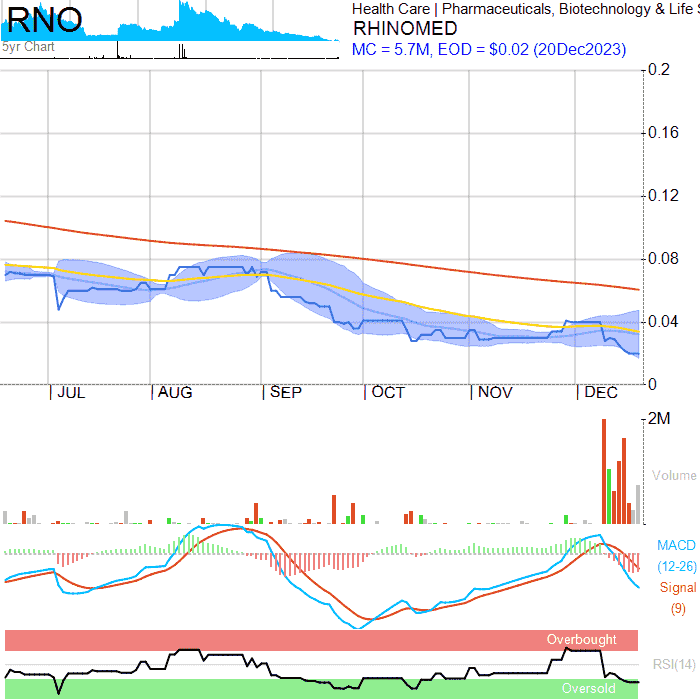 RNO
5yr Chart
Health Care | Pharmaceuticals, Biotechnology & Life S
RHINOMED
MC = 5.7M, EOD = $0.02 (20Dec2023)
0.2
0.16
0.12
0.08
0.04
0
JUL AUG SEP OCT NOV DEC
2M
Volume
MACD
(12-26)
Signal
(9)
Overbought
RSI(14)
Oversold